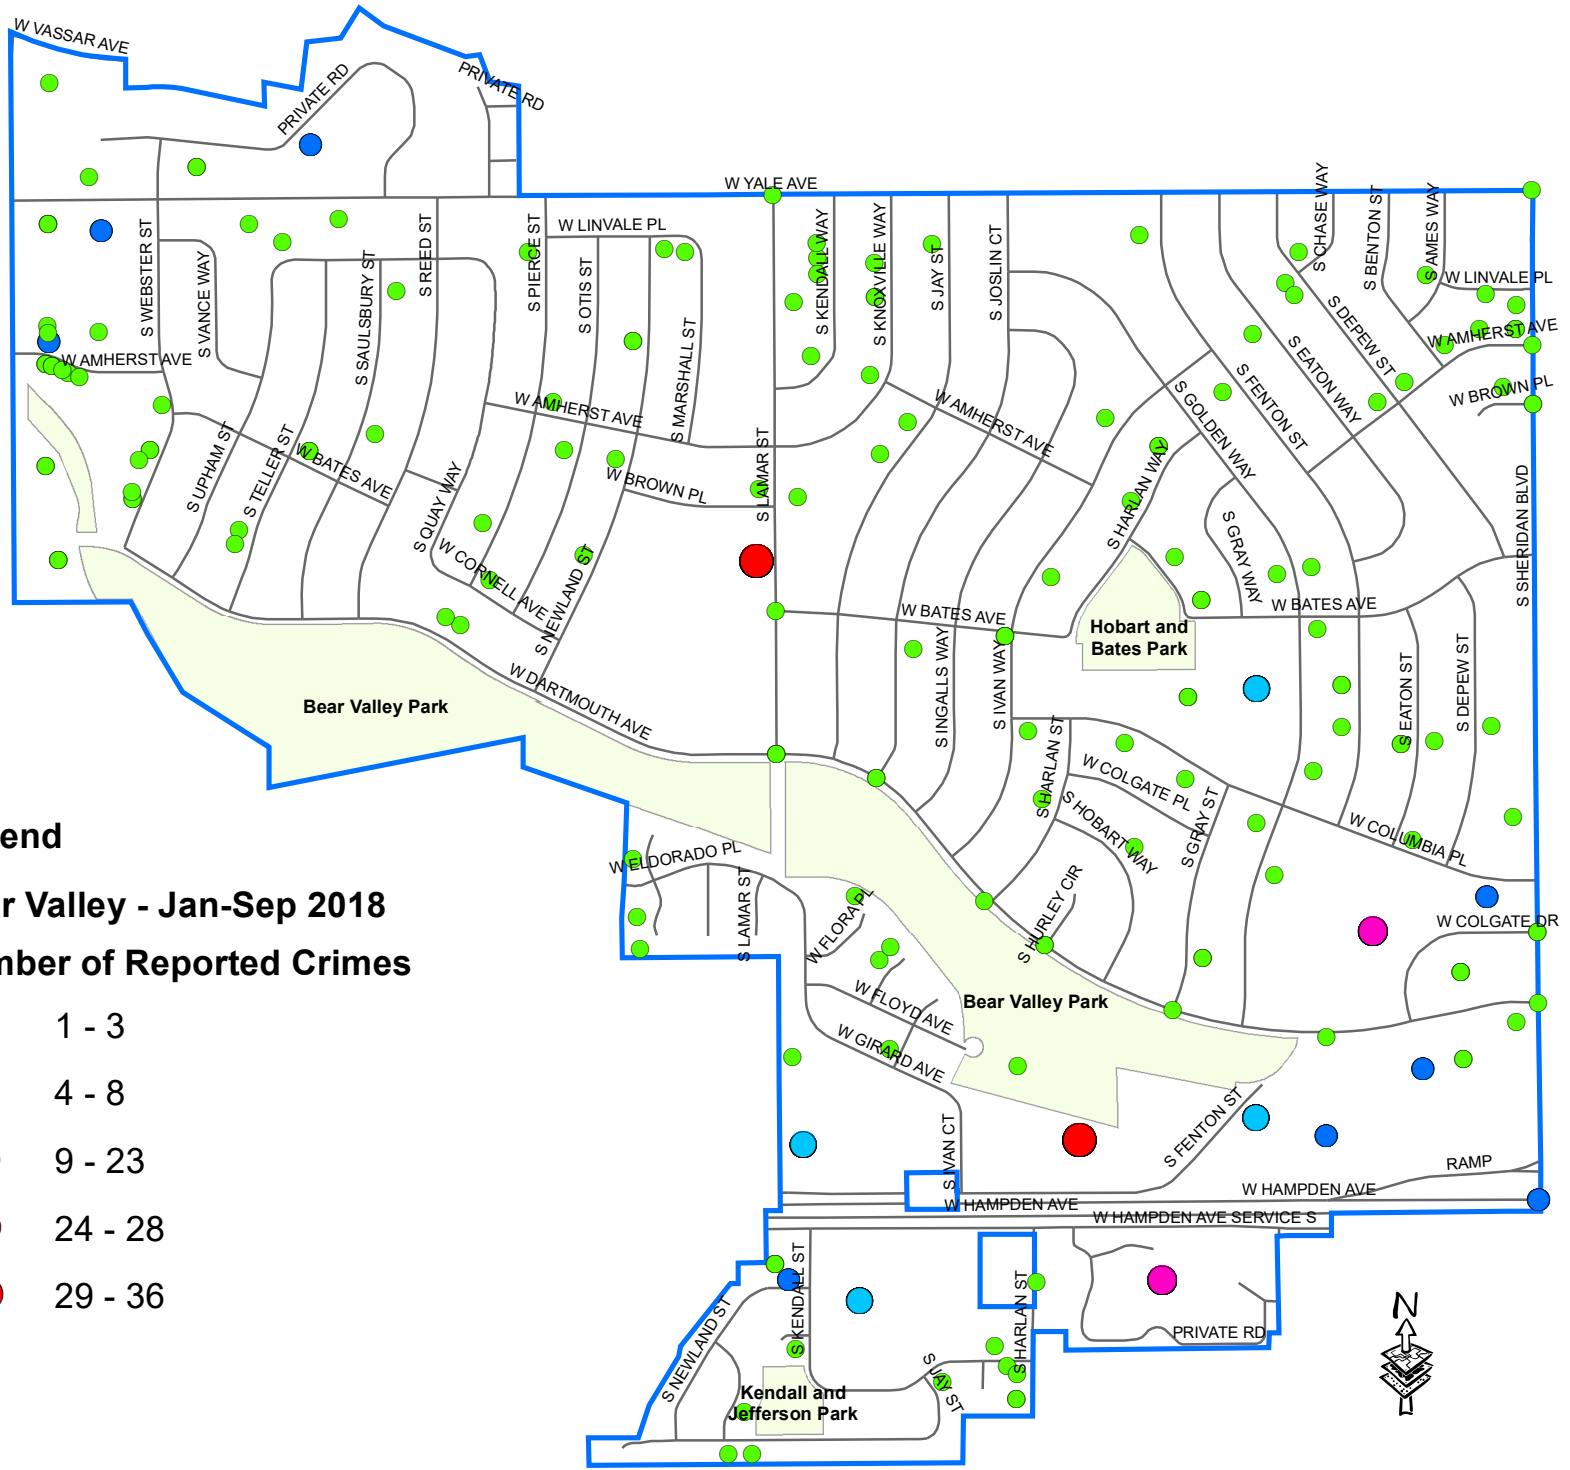 W VASSAR AVE
PRIVATE RD
PRIVATE RD
W YALE AVE
S WEBSTER ST
S VANCE WAY
S SAULSBURY ST
S REED ST
S PIERCE ST
W LINVALE PL
S OTIS ST
S MARSHALL ST
S KENDALL WAY
S KNOXVILLE WAY
S JAY ST
S JOSLIN CT
S CHASE WAY
S BENTON ST
S AMES WAY
W LINVALE PL
W AMHERST AVE
W AMHERST AVE
S DEPEW ST
S EATON WAY
S FENTON ST
S GOLDEN WAY
W BROWN PL
W AMHERST AVE
W AMHERST AVE
S UPHAM ST
S TELLER ST
W BATES AVE
S QUAY WAY
W BROWN PL
S LAMAR ST
S HARLAN WAY
S GRAY WAY
S SHERIDAN BLVD
W CORNELL AVE
S NEWLAND ST
W BATES AVE
W BATES AVE
Hobart and
Bates Park
S INGALLS WAY
S IVAN WAY
S EATON ST
S DEPEW ST
Bear Valley Park
W DARTMOUTH AVE
S HARLAN ST
W COLGATE PL
S HOBART WAY
S GRAY ST
W COLUMBIA PL
W ELDORADO PL
S LAMAR ST
W FLORA PL
S HURLEY CIR
W COLGATE DR
W FLOYD AVE
Bear Valley Park
W GIRARD AVE
S IVAN CT
S FENTON ST
RAMP
W HAMPDEN AVE
W HAMPDEN AVE
W HAMPDEN AVE SERVICE S
S KENDALL ST
S NEWLAND ST
S HARLAN ST
S JAY ST
PRIVATE RD
Kendall and
Jefferson Park
N
end
r Valley - Jan-Sep 2018
mber of Reported Crimes
1 - 3
4 - 8
9 - 23
24 - 28
29 - 36